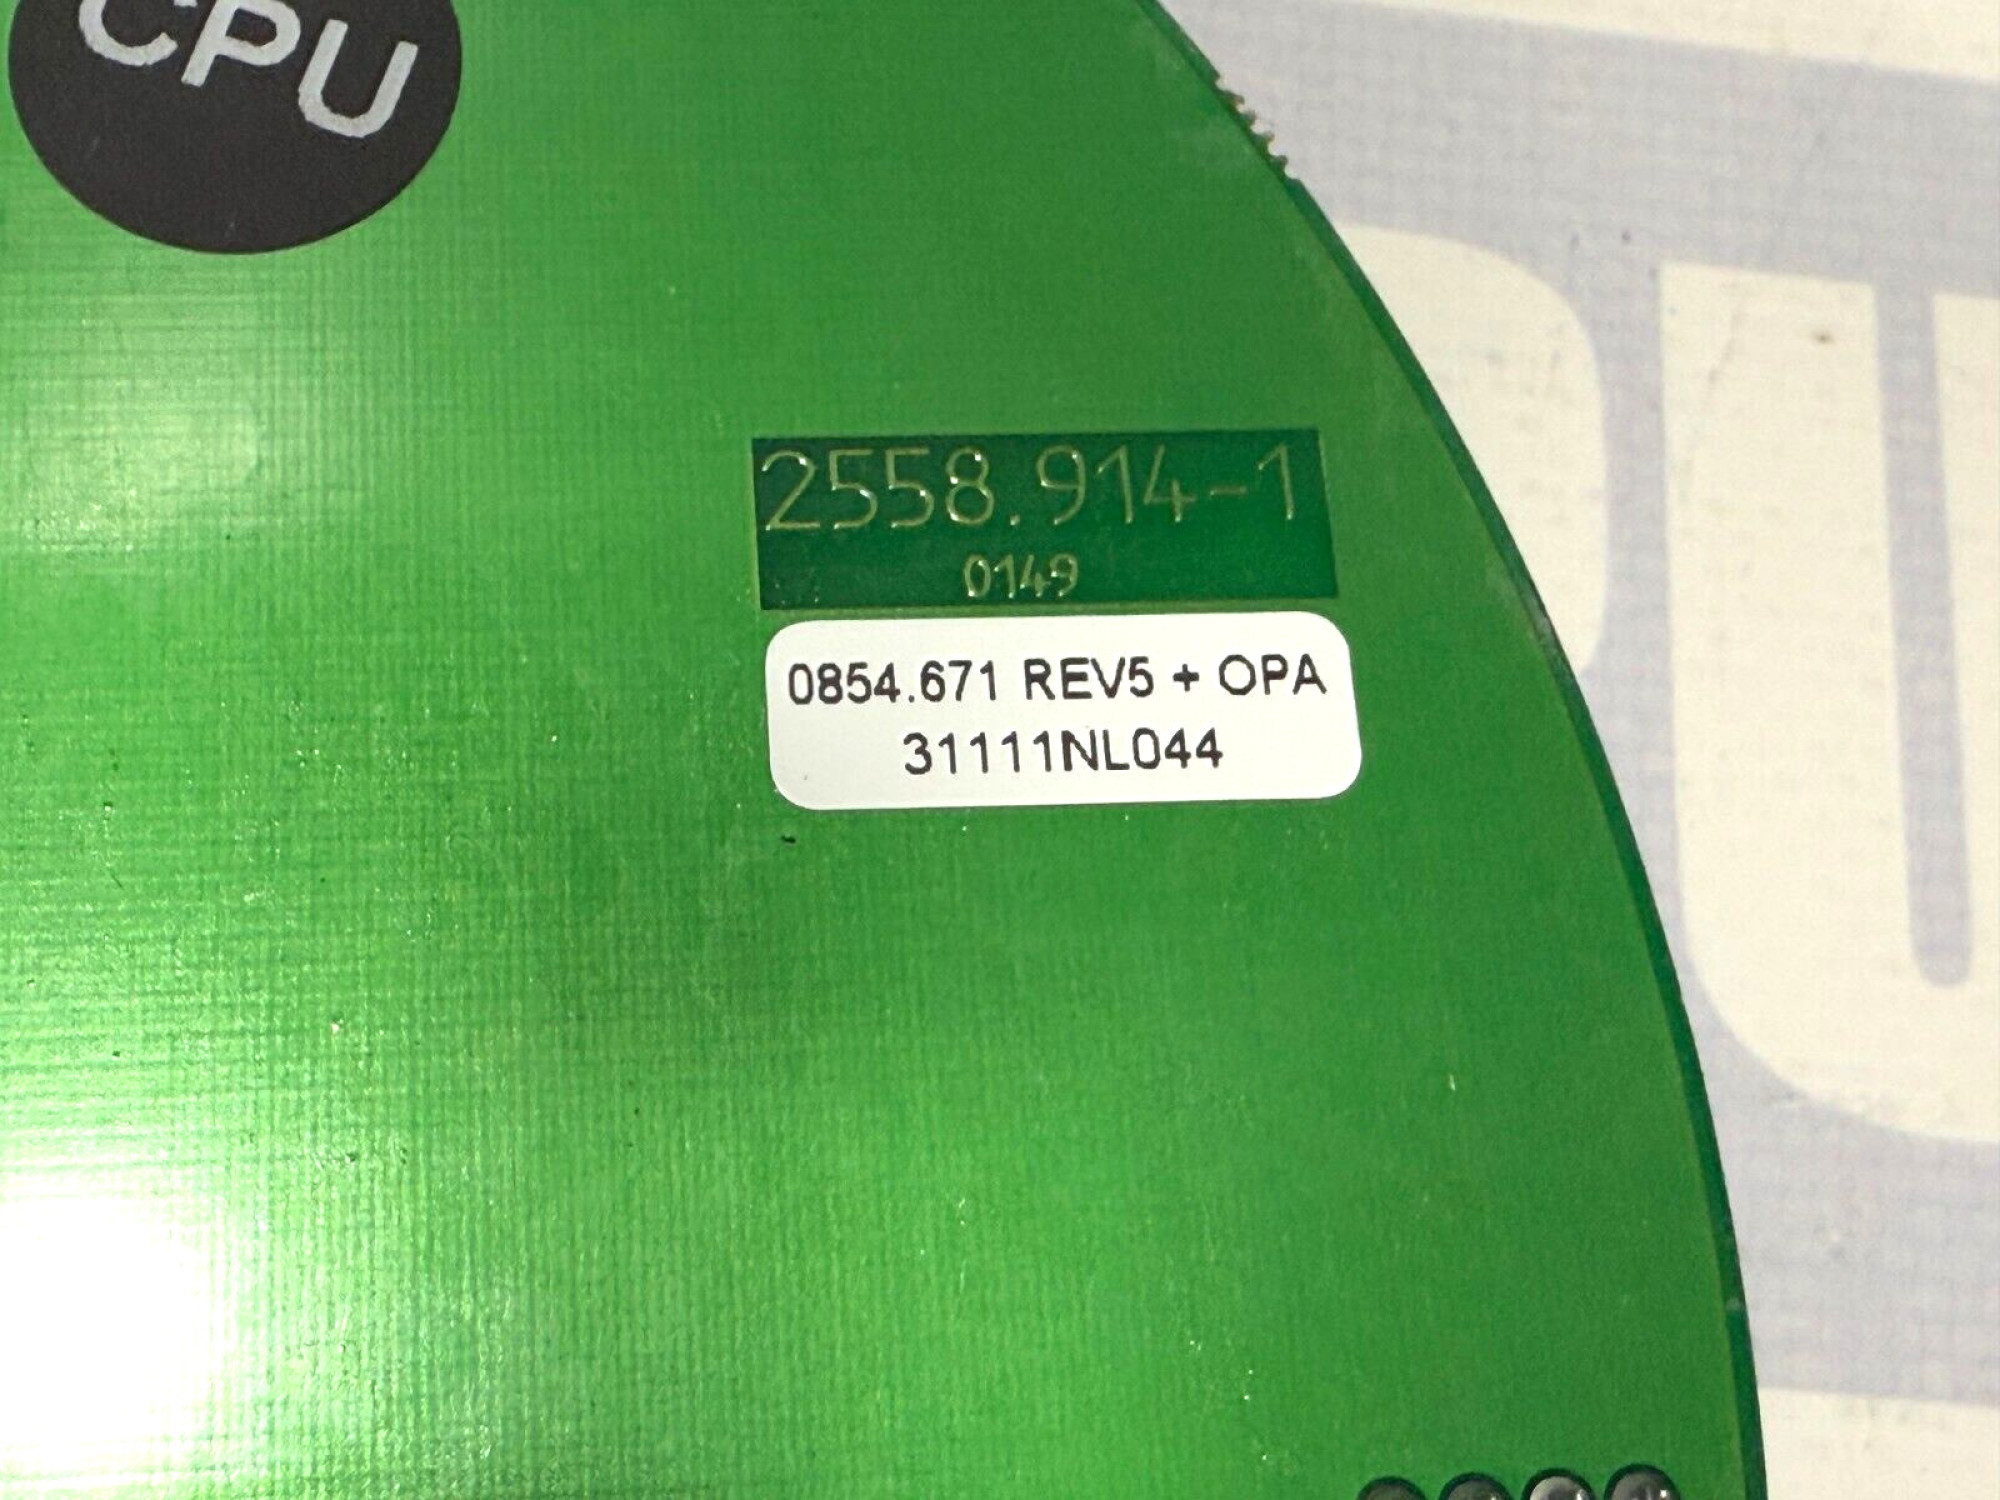 CPU
2558.914-1
0149
0854.671 REV5 + OPA
31111NL044